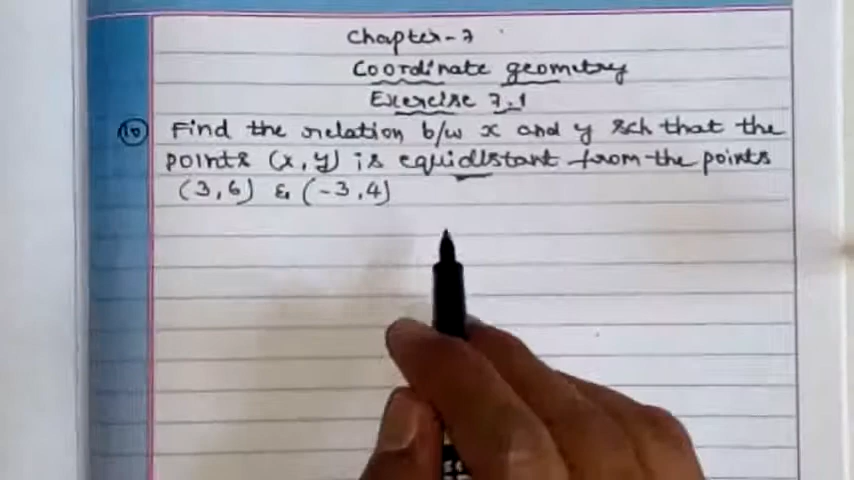 Chapter-7
Coordinate geometry
Exercise 7.1
10 Find the relation b/w x and y sch that the
points (x,y) is equidistant from the points
(3,6) & (-3,4)